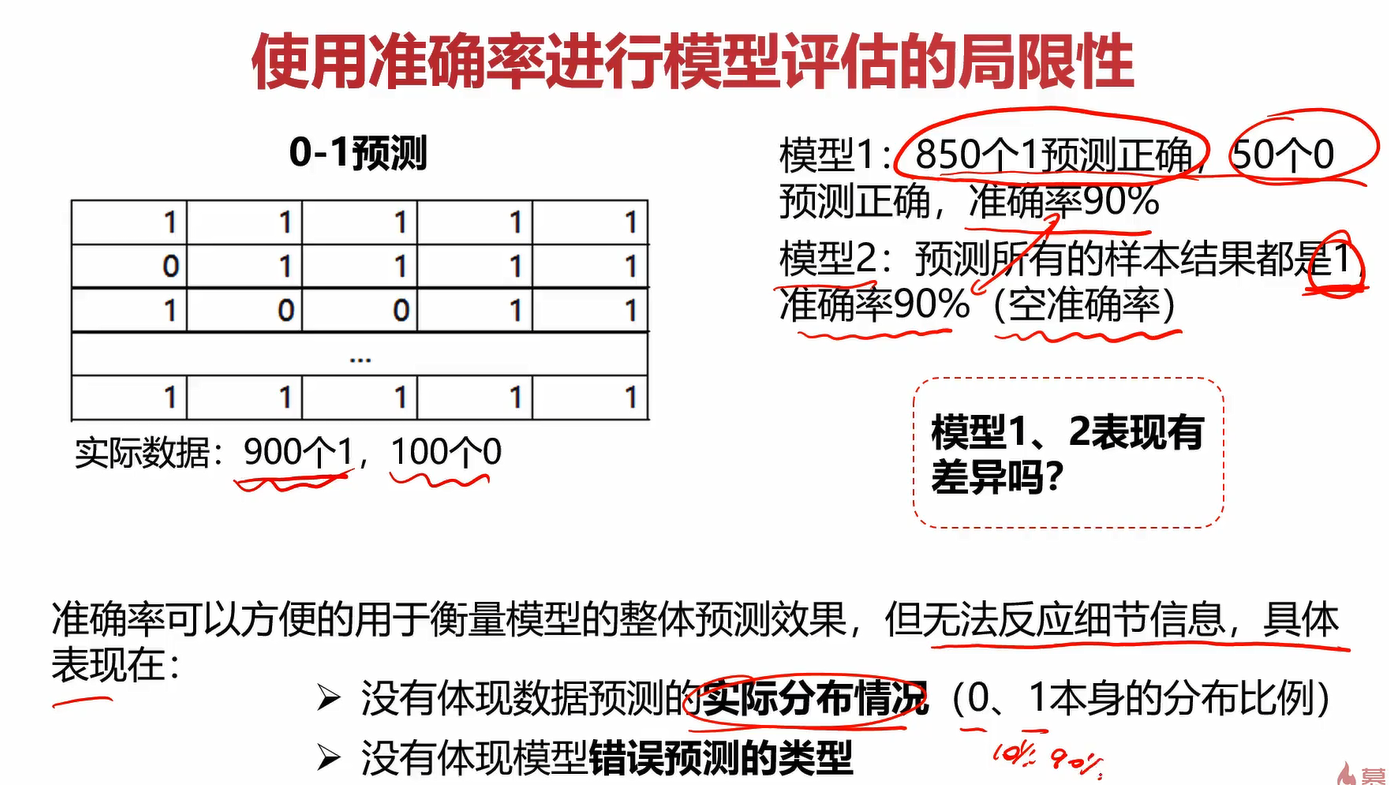 使用准确率进行模型评估的局限性
0-1预测
1 1 1 1 1
0 1 1 1 1
1 0 0 1 1
...
1 1 1 1 1
实际数据：900个1，100个0
模型1：850个1预测正确，50个0
预测正确，准确率90%
模型2：预测所有的样本结果都是1，
准确率90%（空准确率）
模型1、2表现有
差异吗？
准确率可以方便的用于衡量模型的整体预测效果，但无法反应细节信息，具体
表现在：
➢ 没有体现数据预测的实际分布情况（0、1本身的分布比例）
10% 90%
➢ 没有体现模型错误预测的类型
慕